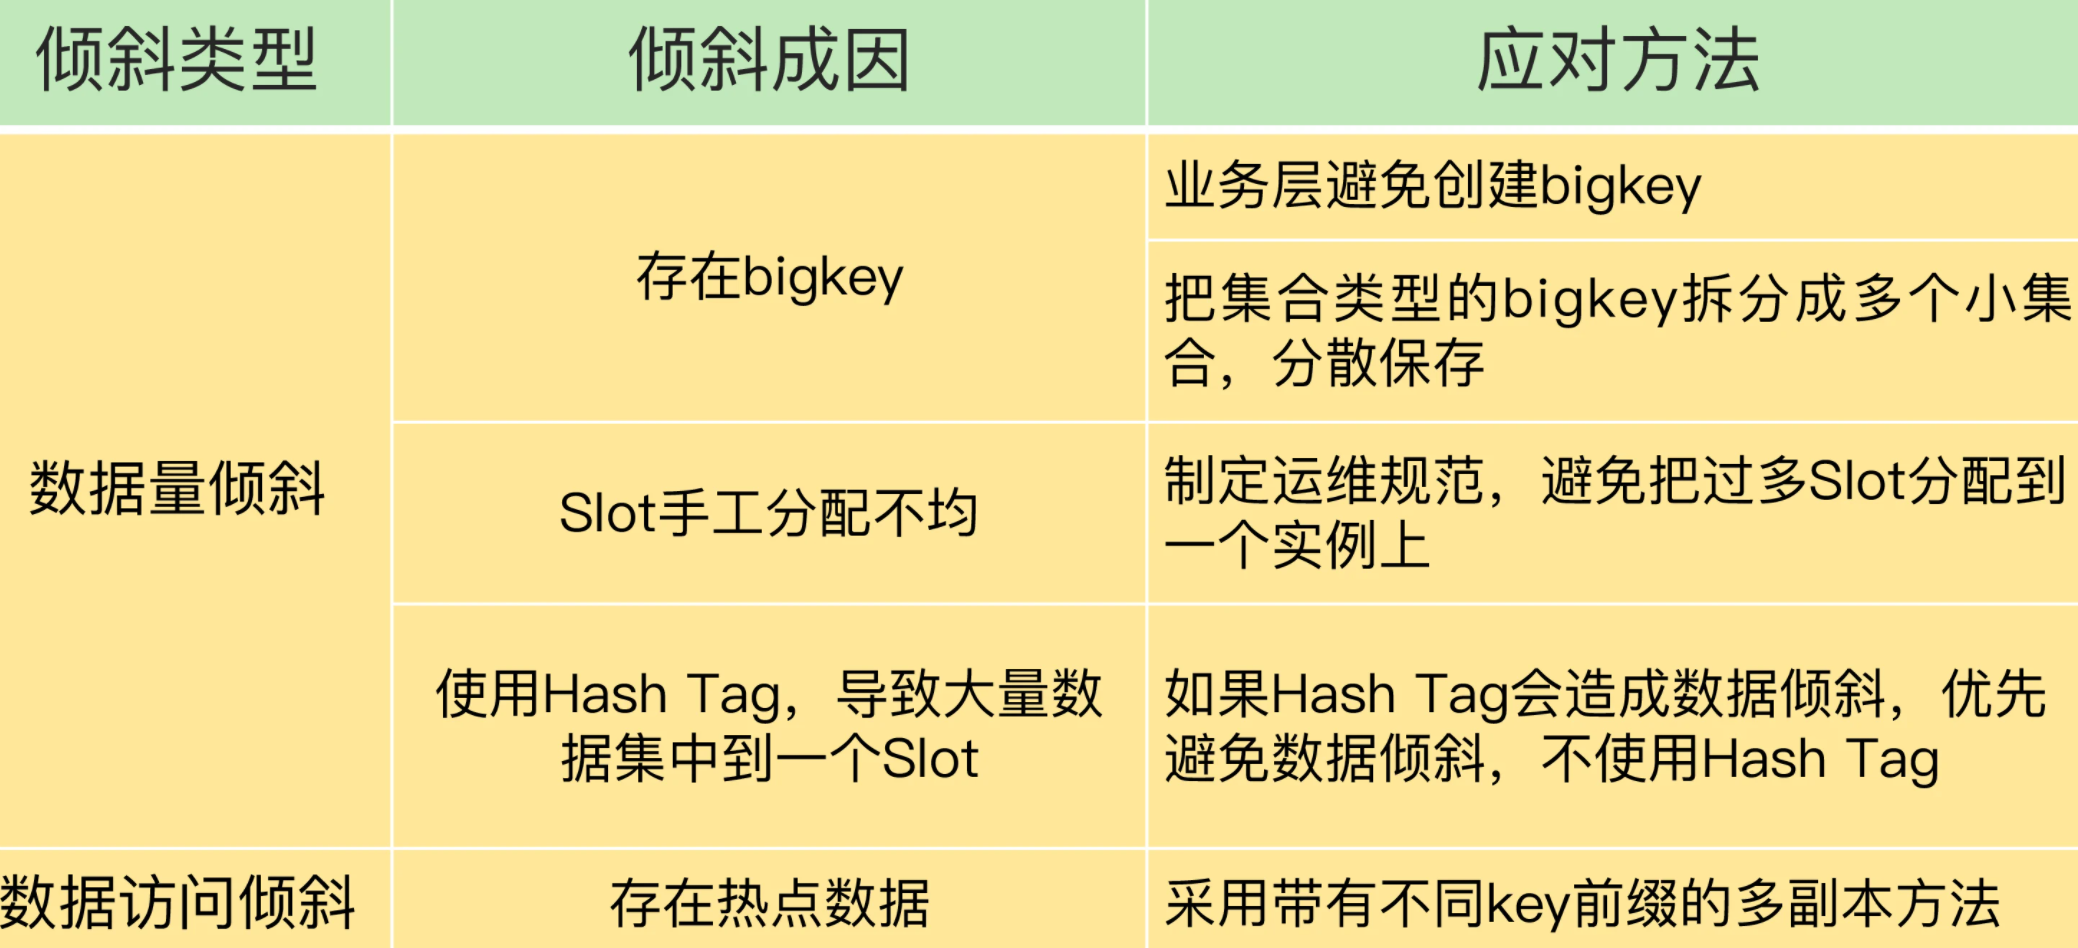 倾斜类型
倾斜成因
应对方法
数据量倾斜
存在bigkey
业务层避免创建bigkey
把集合类型的bigkey拆分成多个小集
合，分散保存
Slot手工分配不均
制定运维规范，避免把过多Slot分配到
一个实例上
使用Hash Tag，导致大量数
据集中到一个Slot
如果Hash Tag会造成数据倾斜，优先
避免数据倾斜，不使用Hash Tag
数据访问倾斜
存在热点数据
采用带有不同key前缀的多副本方法